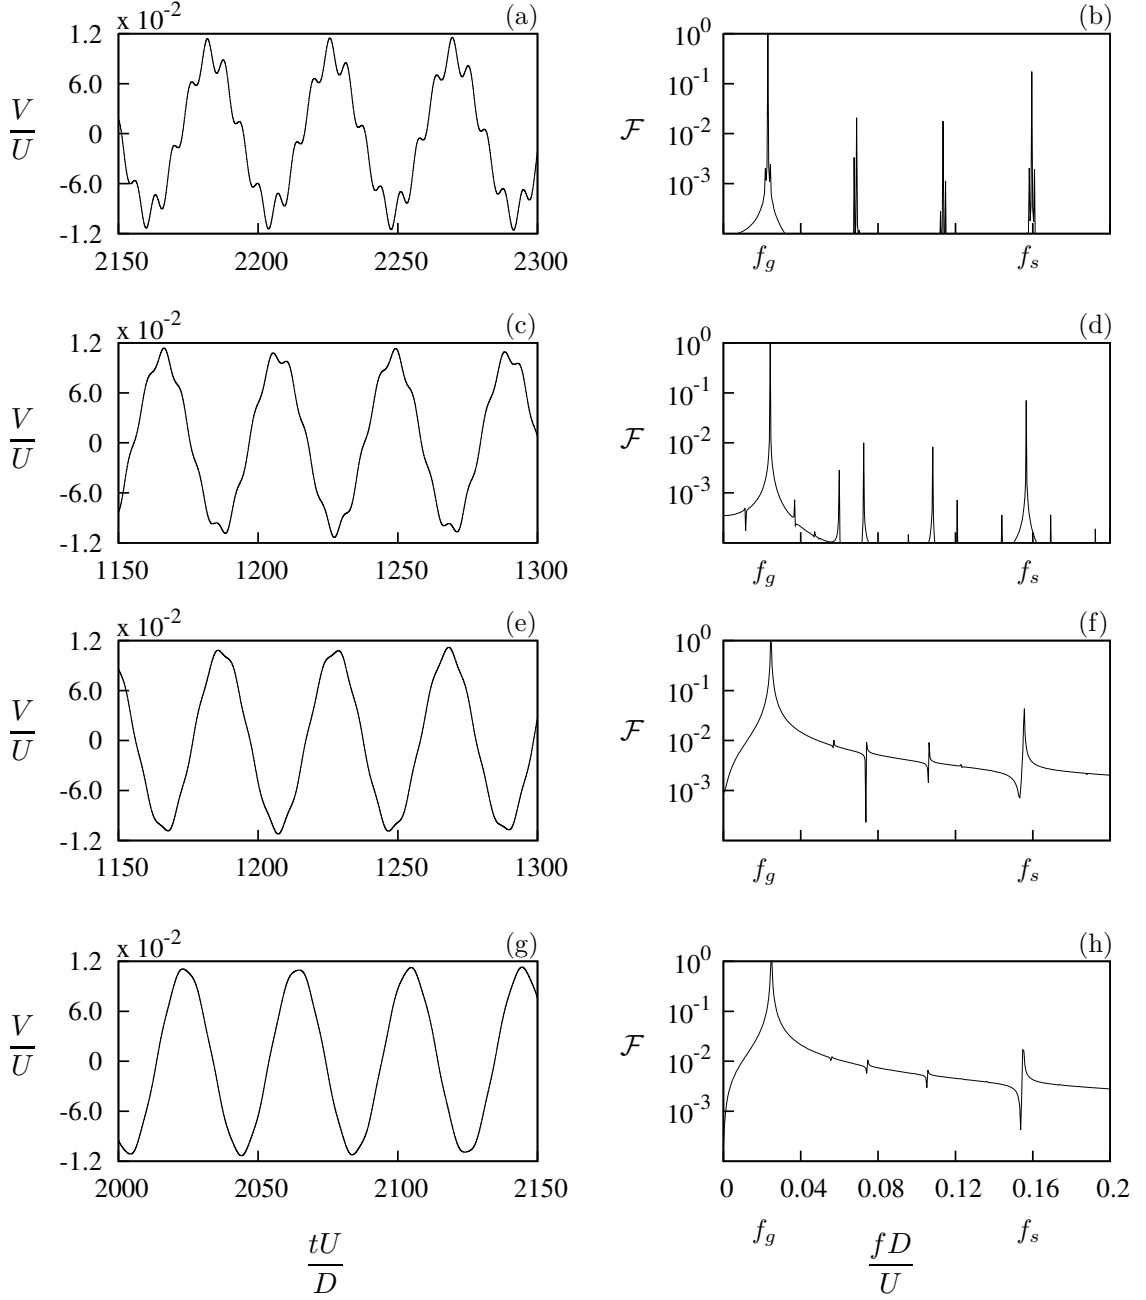 x 10-2 (a) (b)
1.2 6.0 0 -6.0 -1.2
V/U
2150 2200 2250 2300
10^0 10^-1 10^-2 10^-3
F
f_g f_s
x 10-2 (c) (d)
1.2 6.0 0 -6.0 -1.2
V/U
1150 1200 1250 1300
10^0 10^-1 10^-2 10^-3
F
f_g f_s
x 10-2 (e) (f)
1.2 6.0 0 -6.0 -1.2
V/U
1150 1200 1250 1300
10^0 10^-1 10^-2 10^-3
F
f_g f_s
x 10-2 (g) (h)
1.2 6.0 0 -6.0 -1.2
V/U
2000 2050 2100 2150
10^0 10^-1 10^-2 10^-3
F
0 0.04 0.08 0.12 0.16 0.2
f_g f_s
tU/D
fD/U